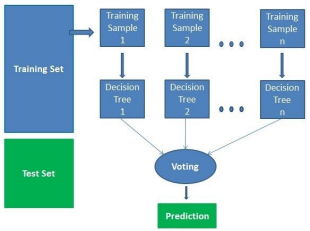 Training Set
Training
Sample
1
Training
Sample
2
Training
Sample
n
Decision
Tree
1
Decision
Tree
2
Decision
Tree
n
Test Set
Voting
Prediction